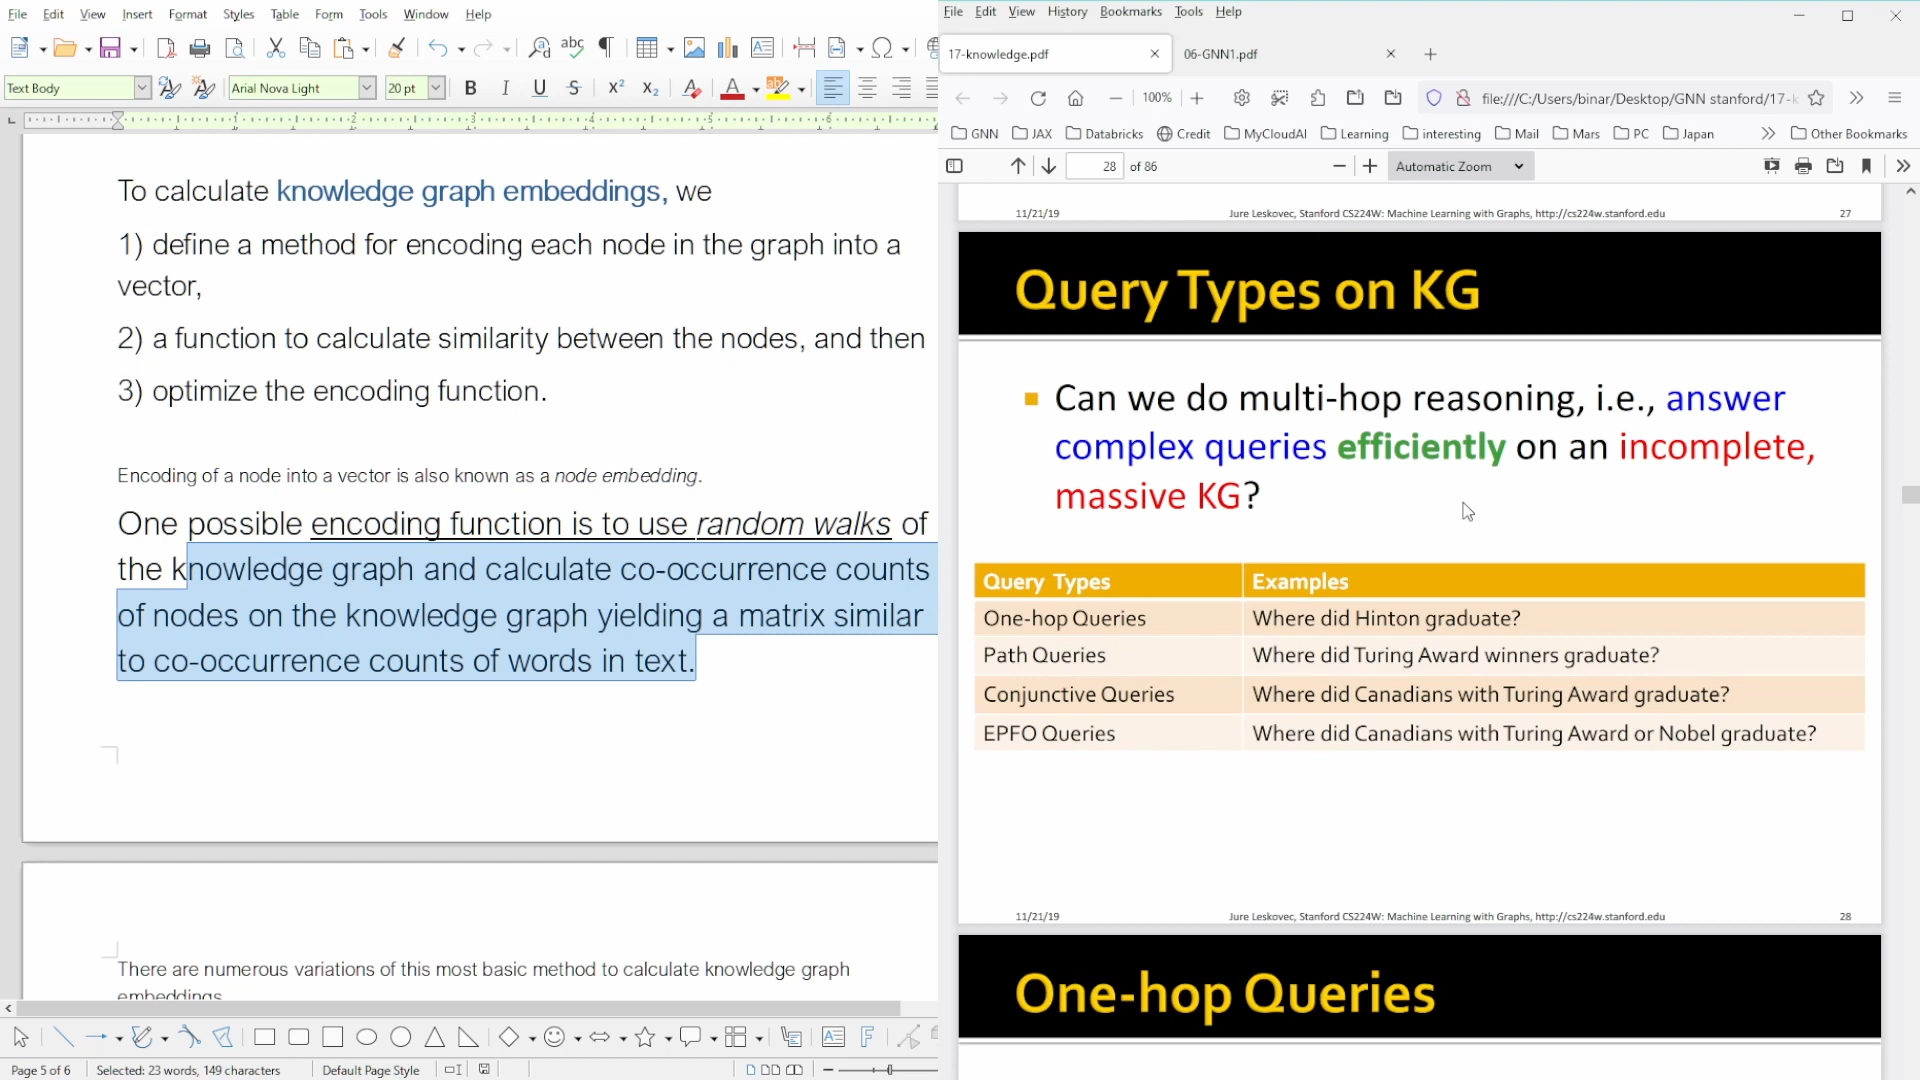 File Edit View Insert Format Styles Table Form Tools Window Help
Text Body
Arial Nova Light
20 pt
To calculate knowledge graph embeddings, we
1) define a method for encoding each node in the graph into a
vector,
2) a function to calculate similarity between the nodes, and then
3) optimize the encoding function.
Encoding of a node into a vector is also known as a node embedding.
One possible encoding function is to use random walks of
the knowledge graph and calculate co-occurrence counts
of nodes on the knowledge graph yielding a matrix similar
to co-occurrence counts of words in text.
There are numerous variations of this most basic method to calculate knowledge graph
embeddings
Page 5 of 6 Selected: 23 words, 149 characters Default Page Style
File Edit View History Bookmarks Tools Help
17-knowledge.pdf
06-GNN1.pdf
100%
file:///C:/Users/binar/Desktop/GNN stanford/17-k
GNN JAX Databricks Credit MyCloudAI Learning interesting Mail Mars PC Japan Other Bookmarks
28 of 86
Automatic Zoom
11/21/19 Jure Leskovec, Stanford CS224W: Machine Learning with Graphs, http://cs224w.stanford.edu 27
Query Types on KG
Can we do multi-hop reasoning, i.e., answer
complex queries efficiently on an incomplete,
massive KG?
Query Types Examples
One-hop Queries Where did Hinton graduate?
Path Queries Where did Turing Award winners graduate?
Conjunctive Queries Where did Canadians with Turing Award graduate?
EPFO Queries Where did Canadians with Turing Award or Nobel graduate?
11/21/19 Jure Leskovec, Stanford CS224W: Machine Learning with Graphs, http://cs224w.stanford.edu 28
One-hop Queries